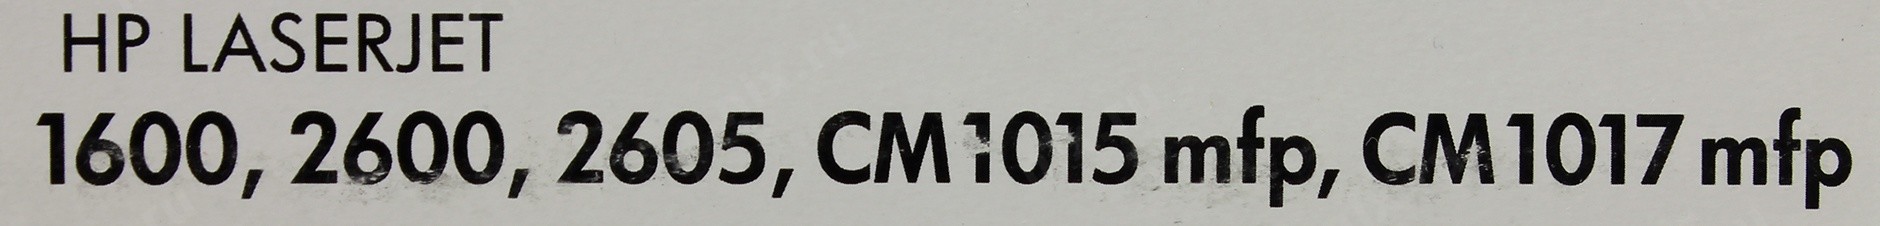 HP LASERJET
1600, 2600, 2605, CM1015 mfp, CM1017 mfp